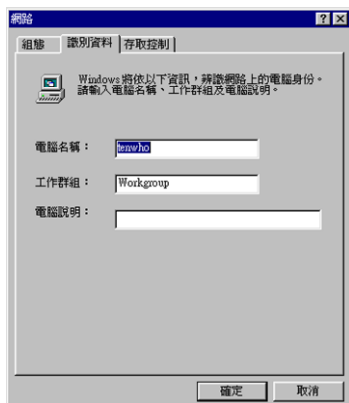 網路
組態 識別資料 存取控制
Windows 將依以下資訊，辨識網路上的電腦身份。
請輸入電腦名稱、工作群組及電腦說明。
電腦名稱： tenwho
工作群組： Workgroup
電腦說明：
確定 取消